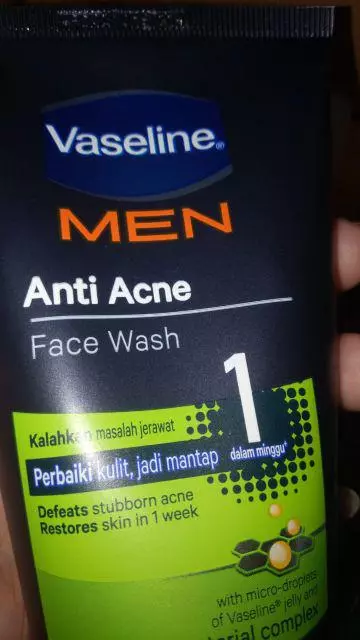 Vaseline®
MEN
Anti Acne
Face Wash
Kalahkan masalah jerawat
1
Perbaiki kulit, jadi mantap dalam minggu*
Defeats stubborn acne
Restores skin in 1 week
with micro-droplets
of Vaseline® jelly and
complex